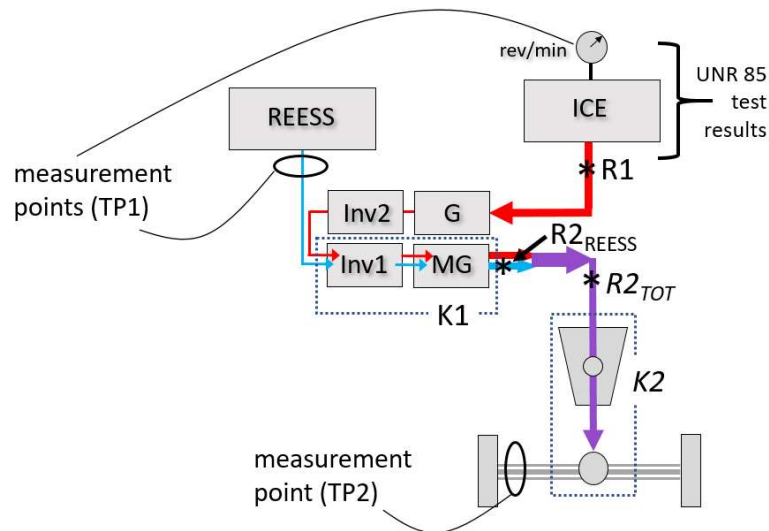 rev/min
UNR 85
test
results
REESS
ICE
measurement
points (TP1)
R1
Inv2
G
R2REESS
Inv1
MG
R2TOT
K1
K2
measurement
point (TP2)